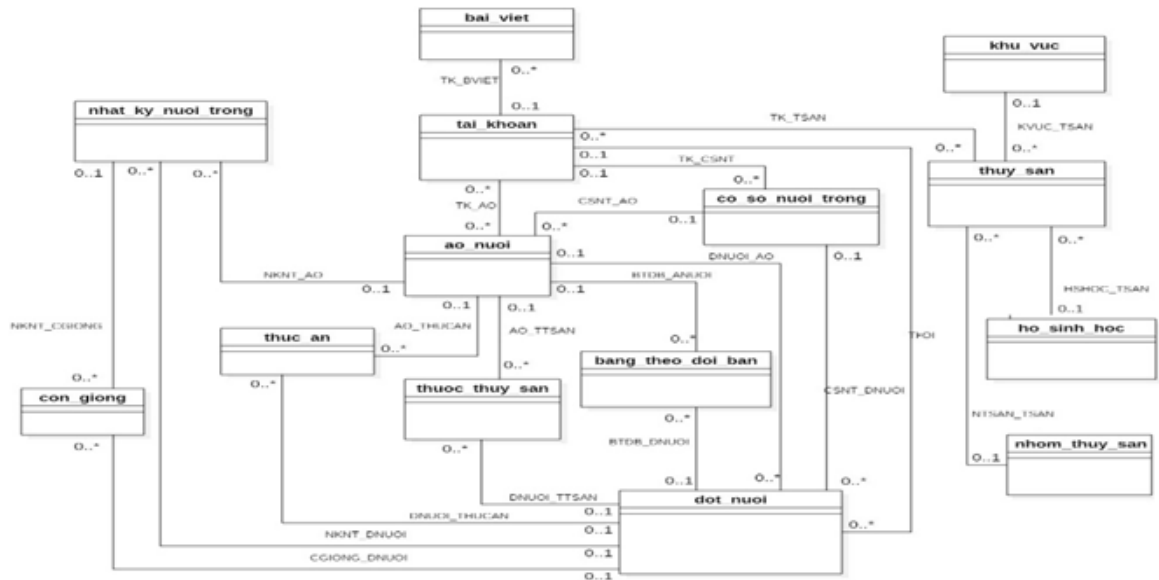 bai_viet
0..*
TK_BVIET
0..1
khu_vuc
0..1
KVUC_TSAN
0..*
nhat_ky_nuoi_trong
0..1
0..*
0..*
tai_khoan
0..*
TK_TSAN
0..*
0..1
0..1
TK_CSNT
0..*
0..*
TK_AO
0..*
thuy_san
0..*
0..*
co_so_nuoi_trong
CSNT_AO
0..1
0..*
0..1
ao_nuoi
0..1
DNUOI_AO
NKNT_AO
0..1
BTDB_ANUOI
0..1
0..1
0..1
HSHOC_TSAN
0..1
NKNT_CGIONG
AO_THUCAN
AO_TTSAN
ho_sinh_hoc
thuc_an
0..*
0..*
0..*
bang_theo_doi_ban
0..*
0..*
con_giong
0..*
thuoc_thuy_san
0..*
CSNT_DNUOI
0..*
BTDB_DNUOI
NTSAN_TSAN
0..1
nhom_thuy_san
0..1
0..*
0..*
dot_nuoi
DNUOI_TTSAN
0..1
DNUOI_THUCAN
0..1
0..*
NKNT_DNUOI
0..1
CGIONG_DNUOI
0..1